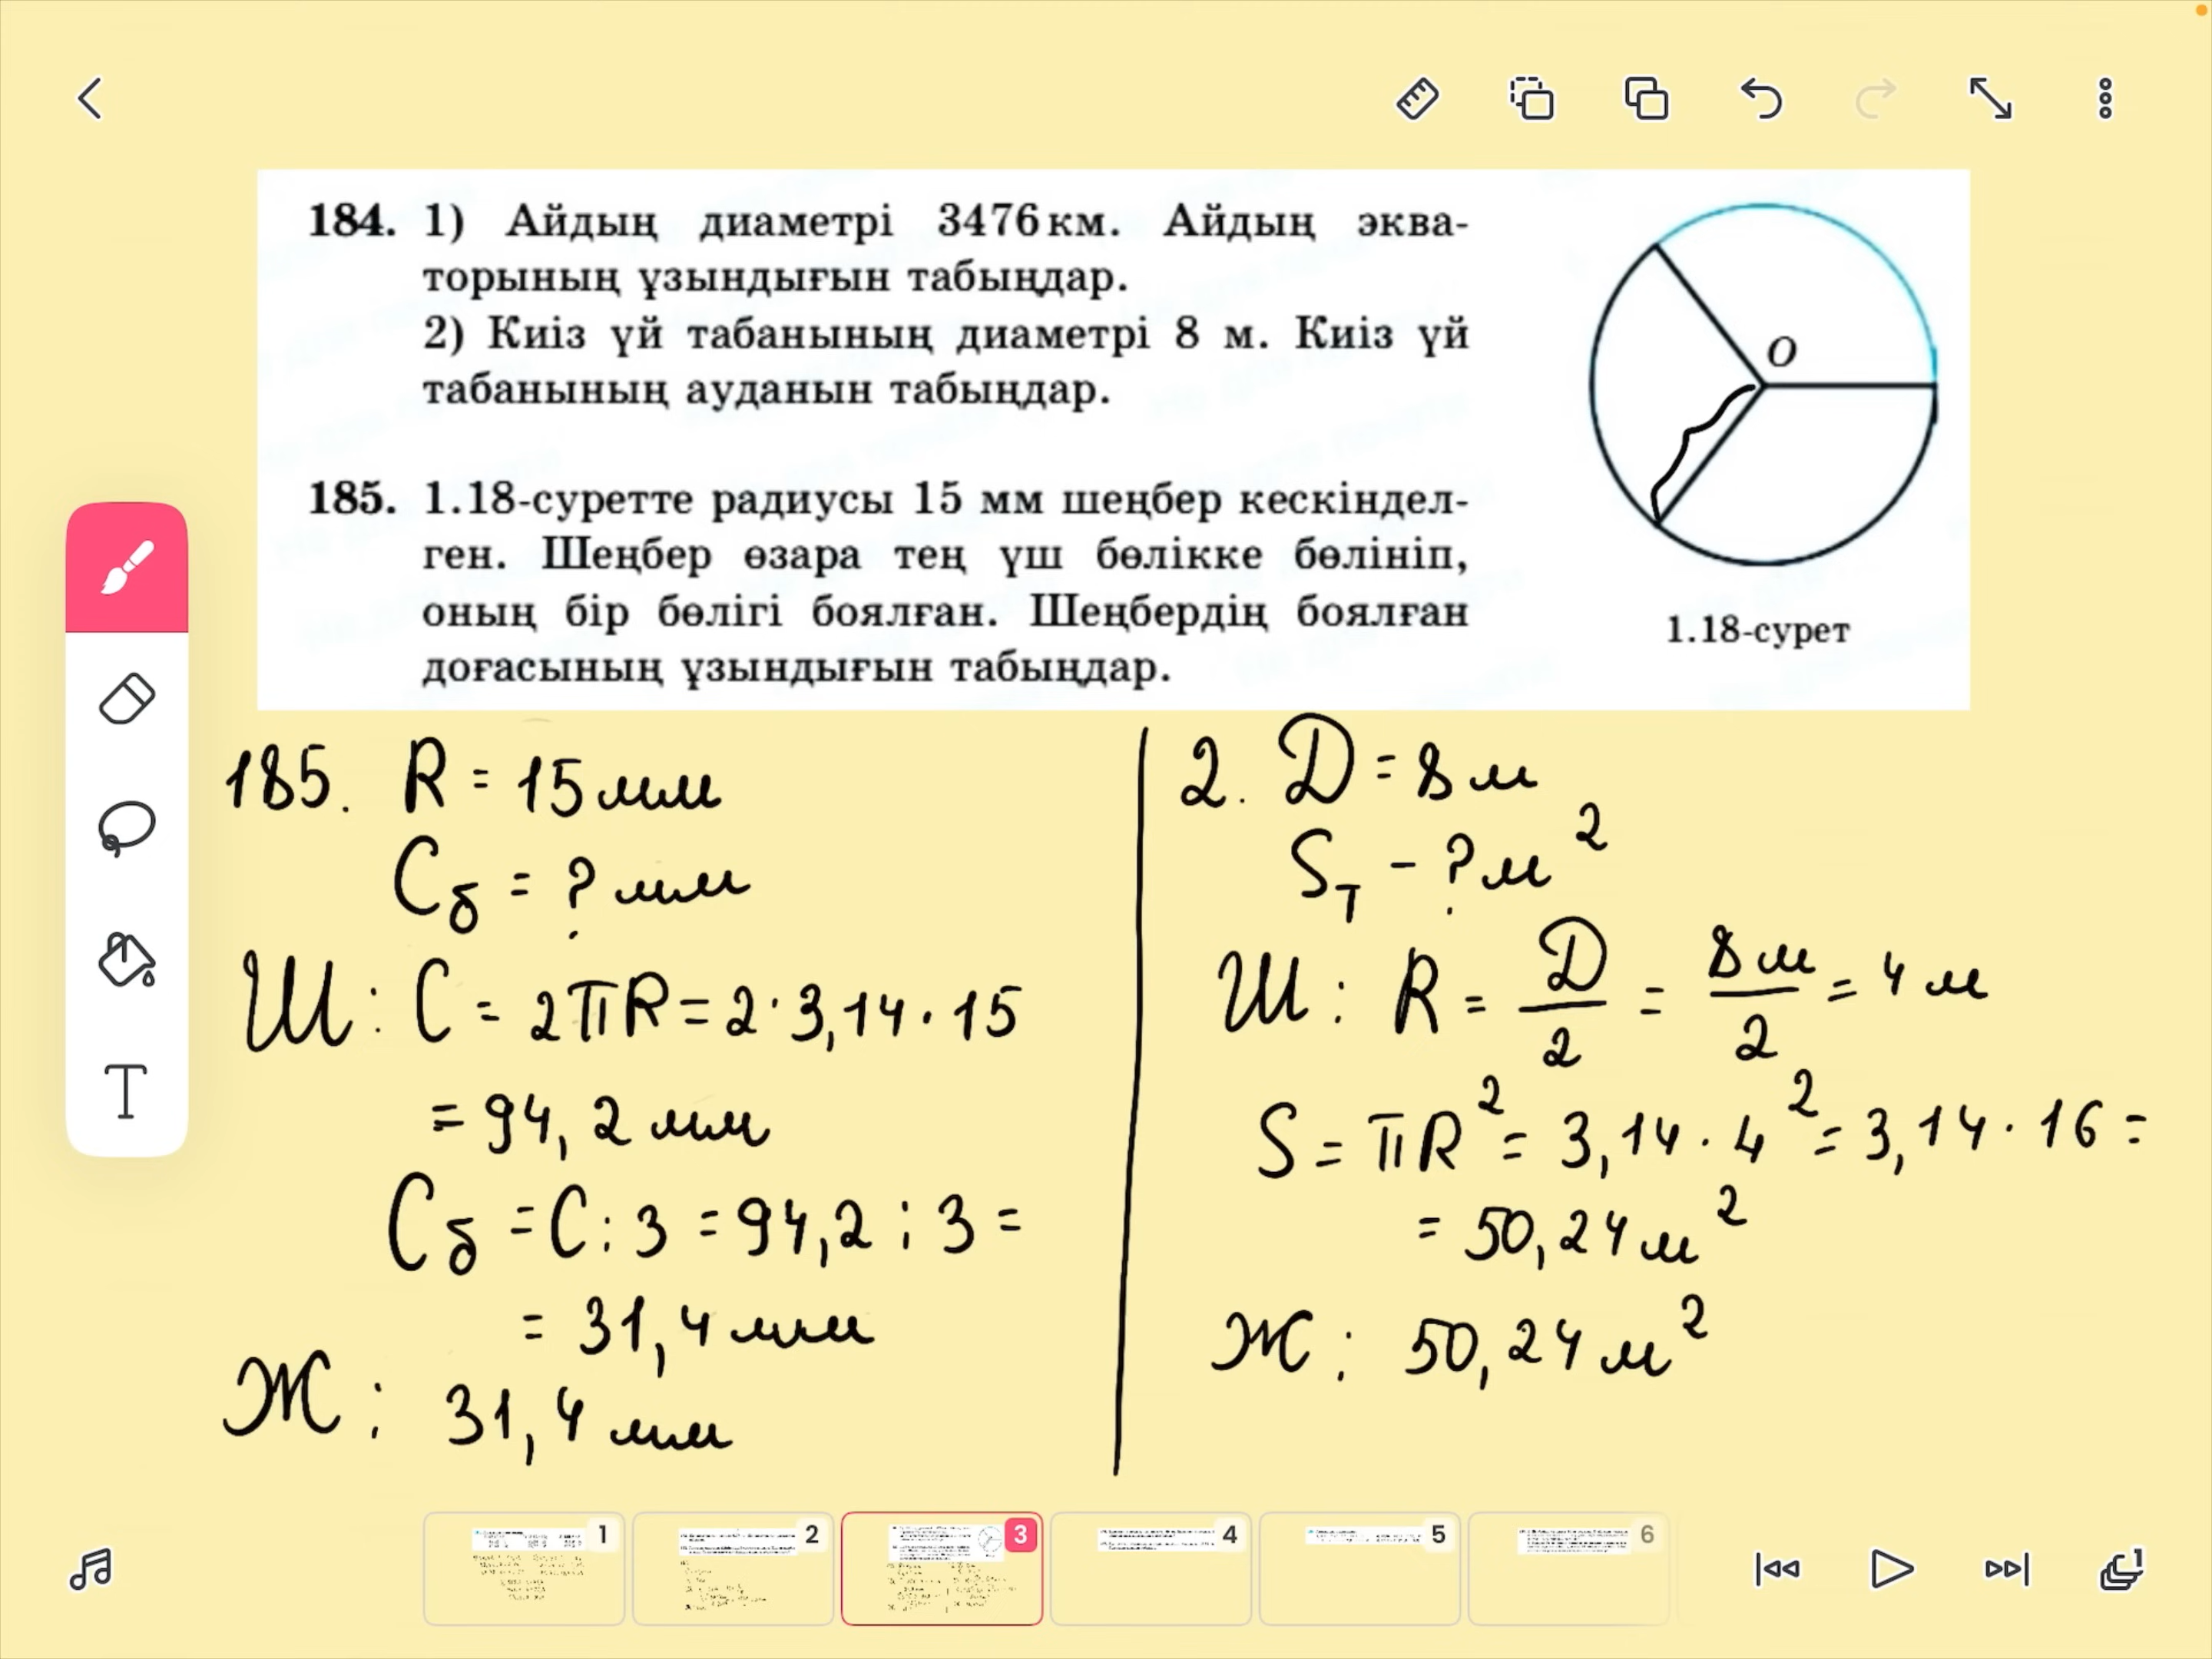 184. 1) Айдың диаметрі 3476 км. Айдың эква-
торының ұзындығын табыңдар.
2) Киіз үй табанының диаметрі 8 м. Киіз үй
табанының ауданын табыңдар.
185. 1.18-суретте радиусы 15 мм шеңбер кескіндел-
ген. Шеңбер өзара тең үш бөлікке бөлініп,
оның бір бөлігі боялған. Шеңбердің боялған
доғасының ұзындығын табыңдар.
O
1.18-сурет
185. R = 15 мм
Cб = ? мм
Ш: C = 2πR = 2·3,14·15
= 94,2 мм
Cб = C : 3 = 94,2 : 3 =
= 31,4 мм
Ж: 31,4 мм
2. D = 8 м
Sт - ? м²
Ш: R = D/2 = 8 м/2 = 4 м
S = πR² = 3,14·4² = 3,14·16 =
= 50,24 м²
Ж: 50,24 м²
T
1
2
3
4
5
6
1